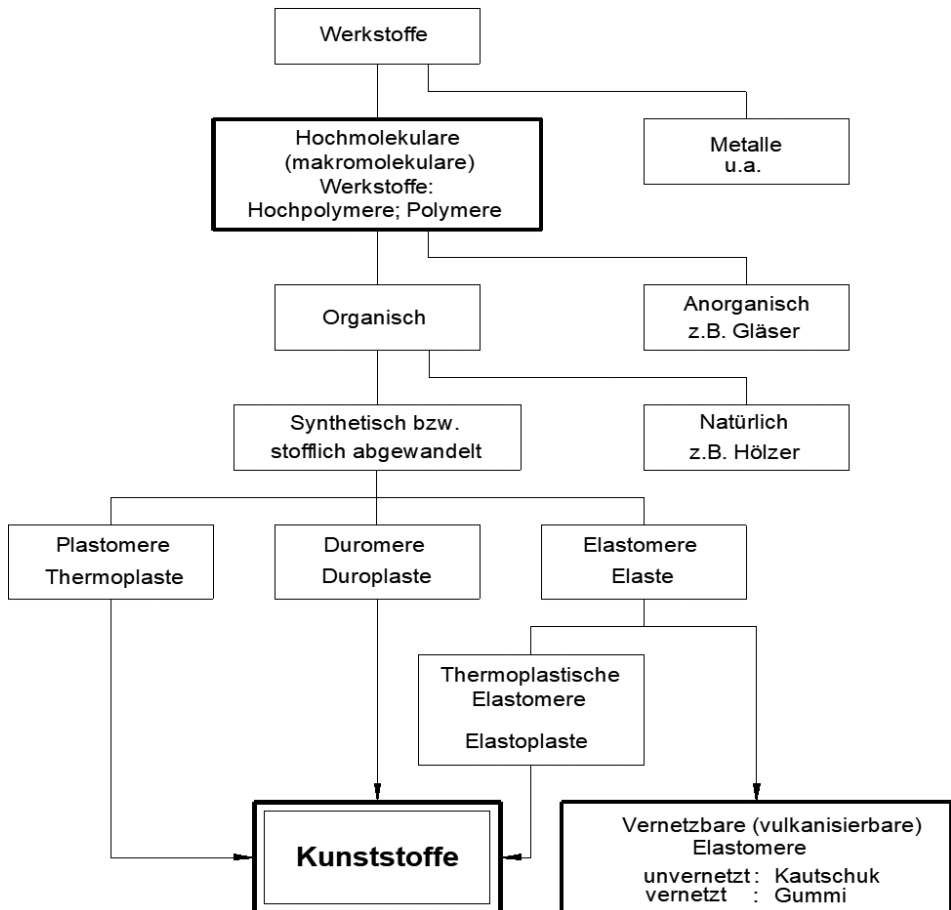 Werkstoffe
Hochmolekulare
(makromolekulare)
Werkstoffe:
Hochpolymere; Polymere
Metalle
u.a.
Organisch
Anorganisch
z.B. Gläser
Synthetisch bzw.
stofflich abgewandelt
Natürlich
z.B. Hölzer
Plastomere
Thermoplaste
Duromere
Duroplaste
Elastomere
Elaste
Thermoplastische
Elastomere
Elastoplaste
Kunststoffe
Vernetzbare (vulkanisierbare)
Elastomere
unvernetzt : Kautschuk
vernetzt : Gummi